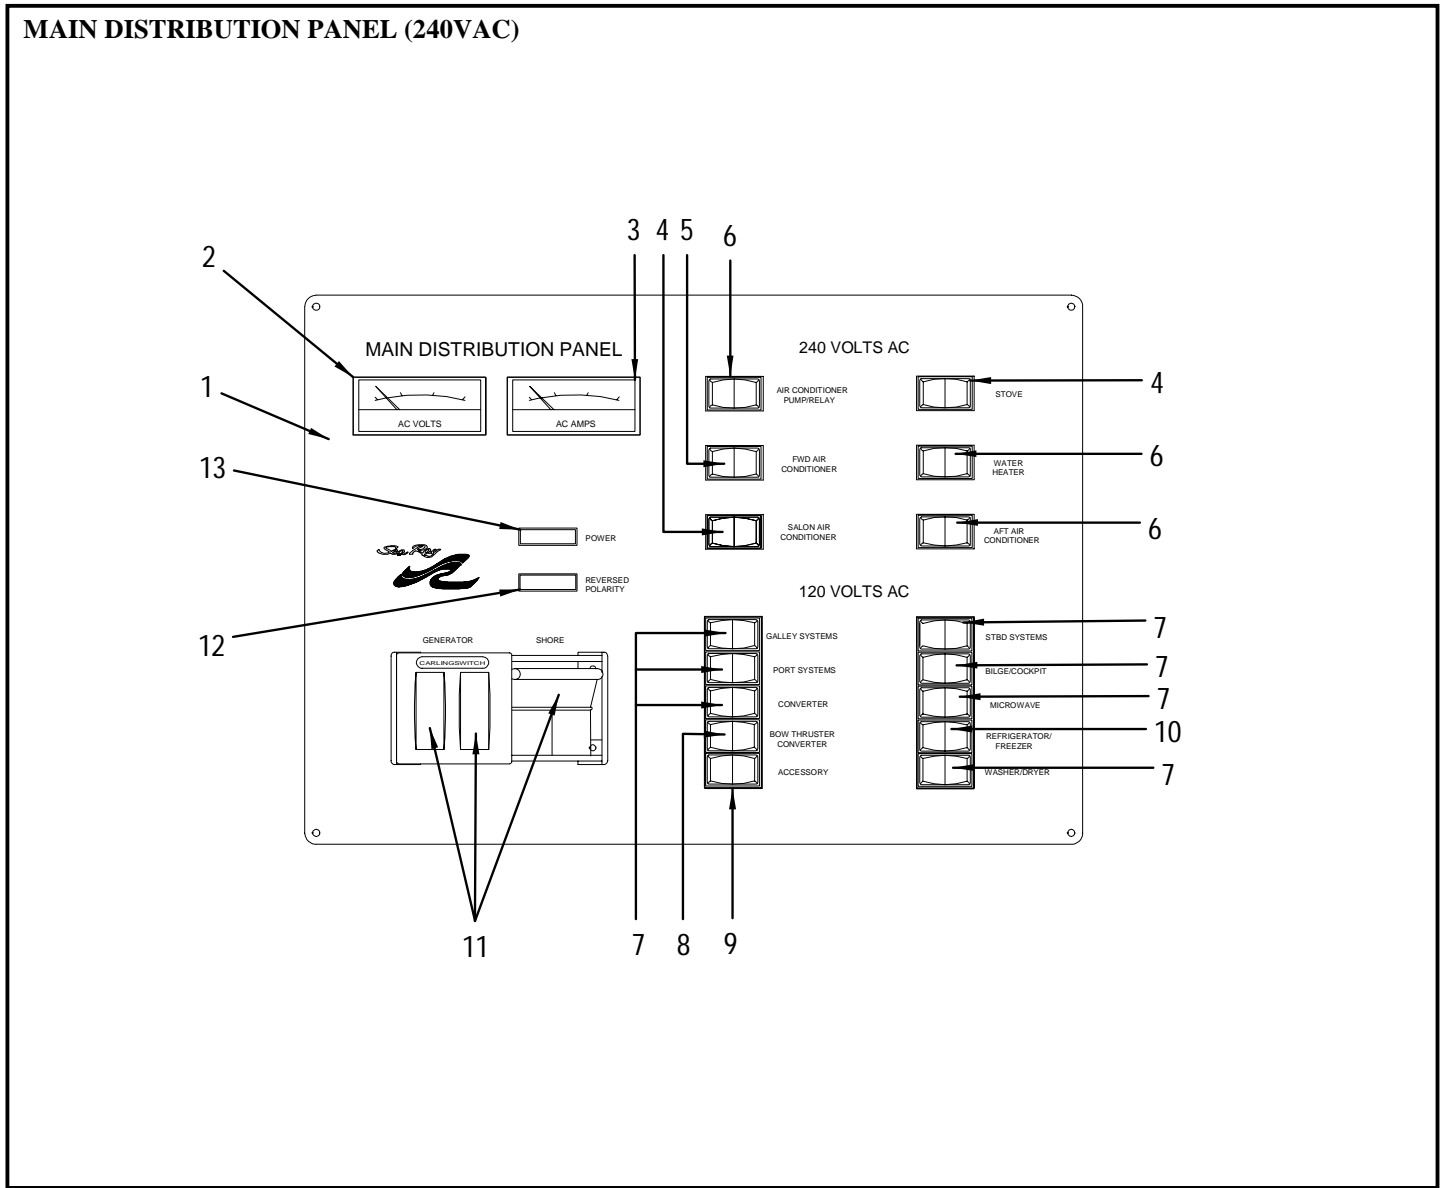 MAIN DISTRIBUTION PANEL (240VAC)
3 4 5 6
2
MAIN DISTRIBUTION PANEL
240 VOLTS AC
1
AC VOLTS
AC AMPS
AIR CONDITIONER
PUMP/RELAY
STOVE
4
13
FWD AIR
CONDITIONER
WATER
HEATER
6
POWER
SALON AIR
CONDITIONER
AFT AIR
CONDITIONER
6
Sea Ray
REVERSED
POLARITY
120 VOLTS AC
12
GENERATOR
SHORE
CARLINGSWITCH
GALLEY SYSTEMS
STBD SYSTEMS
7
PORT SYSTEMS
BILGE/COCKPIT
7
CONVERTER
MICROWAVE
7
BOW THRUSTER
CONVERTER
REFRIGERATOR/
FREEZER
10
ACCESSORY
WASHER/DRYER
7
11
7 8 9